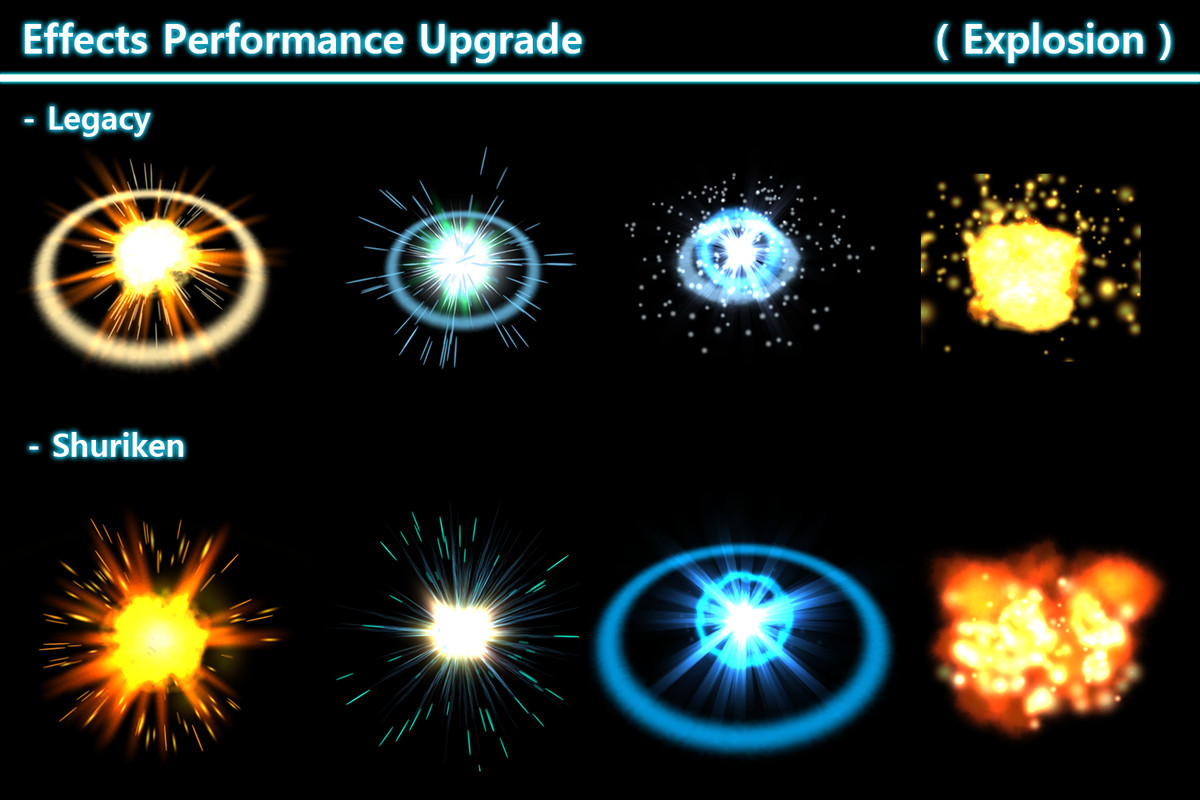 Effects Performance Upgrade ( Explosion )
- Legacy
- Shuriken